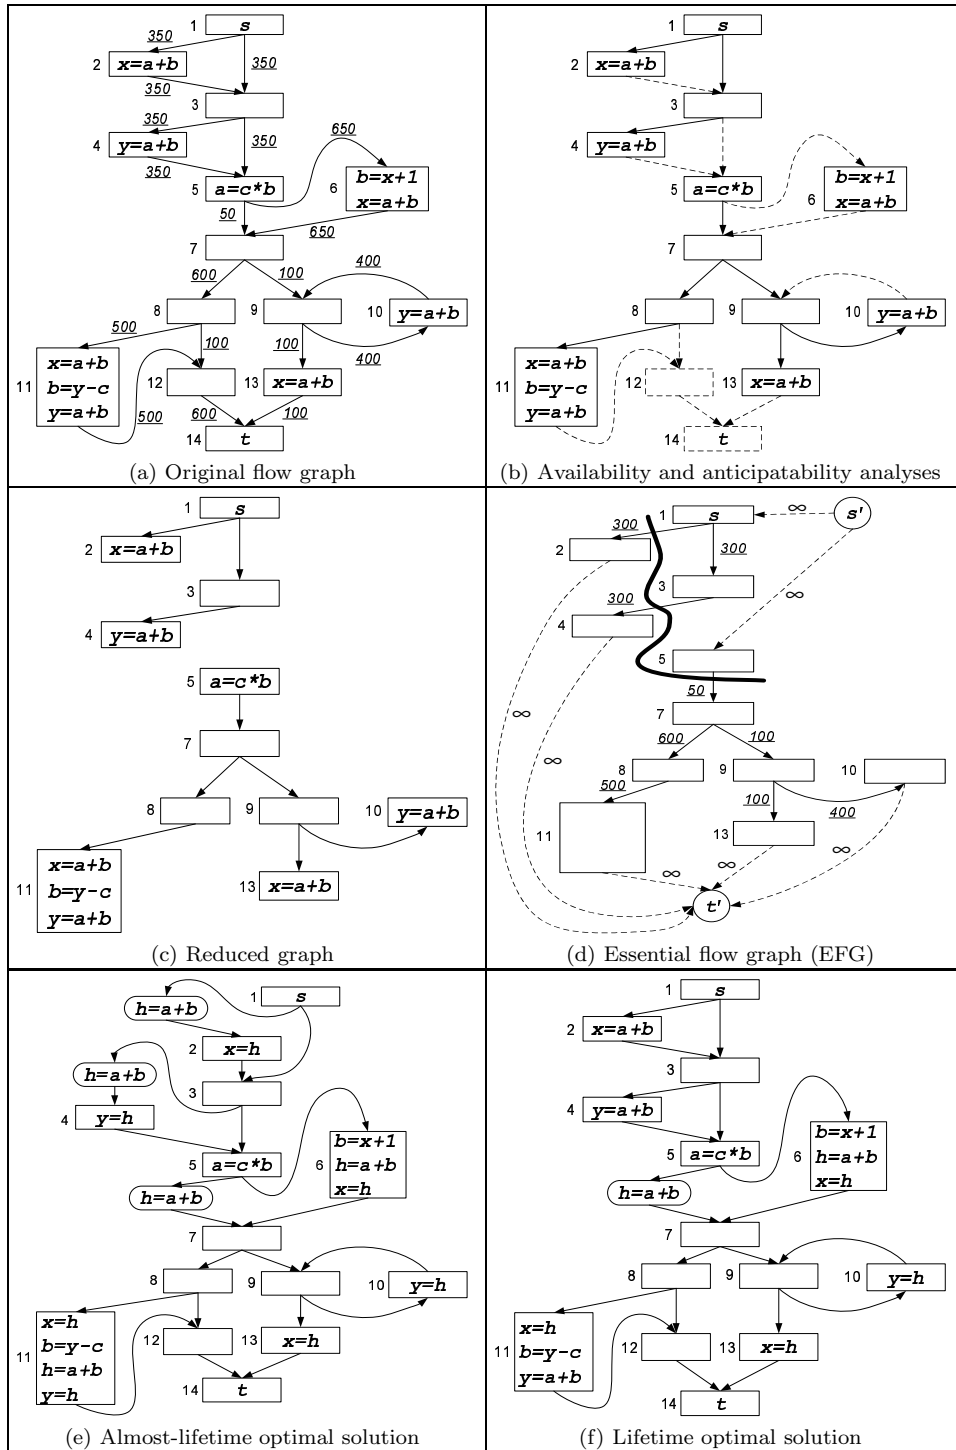 1 s
350
2 x=a+b
350
350
3
350
4 y=a+b
350
350
650
5 a=c*b
6 b=x+1
x=a+b
50
650
7
600
100
400
8
9
10 y=a+b
500
100
100
400
11 x=a+b
b=y-c
y=a+b
12
13 x=a+b
500
600
100
14 t
(a) Original flow graph
1 s
2 x=a+b
3
4 y=a+b
5 a=c*b
6 b=x+1
x=a+b
7
8
9
10 y=a+b
11 x=a+b
b=y-c
y=a+b
12
13 x=a+b
14 t
(b) Availability and anticipatability analyses
1 s
2 x=a+b
3
4 y=a+b
5 a=c*b
7
8
9
10 y=a+b
11 x=a+b
b=y-c
y=a+b
13 x=a+b
(c) Reduced graph
1 s
∞
s'
300
2
300
3
300
∞
4
5
50
∞
7
∞
600
100
8
9
10
500
100
400
11
13
∞
∞
∞
t'
(d) Essential flow graph (EFG)
1 s
h=a+b
2 x=h
h=a+b
3
4 y=h
5 a=c*b
6 b=x+1
h=a+b
x=h
h=a+b
7
8
9
10 y=h
11 x=h
b=y-c
h=a+b
y=h
12
13 x=h
14 t
(e) Almost-lifetime optimal solution
1 s
2 x=a+b
3
4 y=a+b
5 a=c*b
6 b=x+1
h=a+b
x=h
h=a+b
7
8
9
10 y=h
11 x=h
b=y-c
y=a+b
12
13 x=h
14 t
(f) Lifetime optimal solution